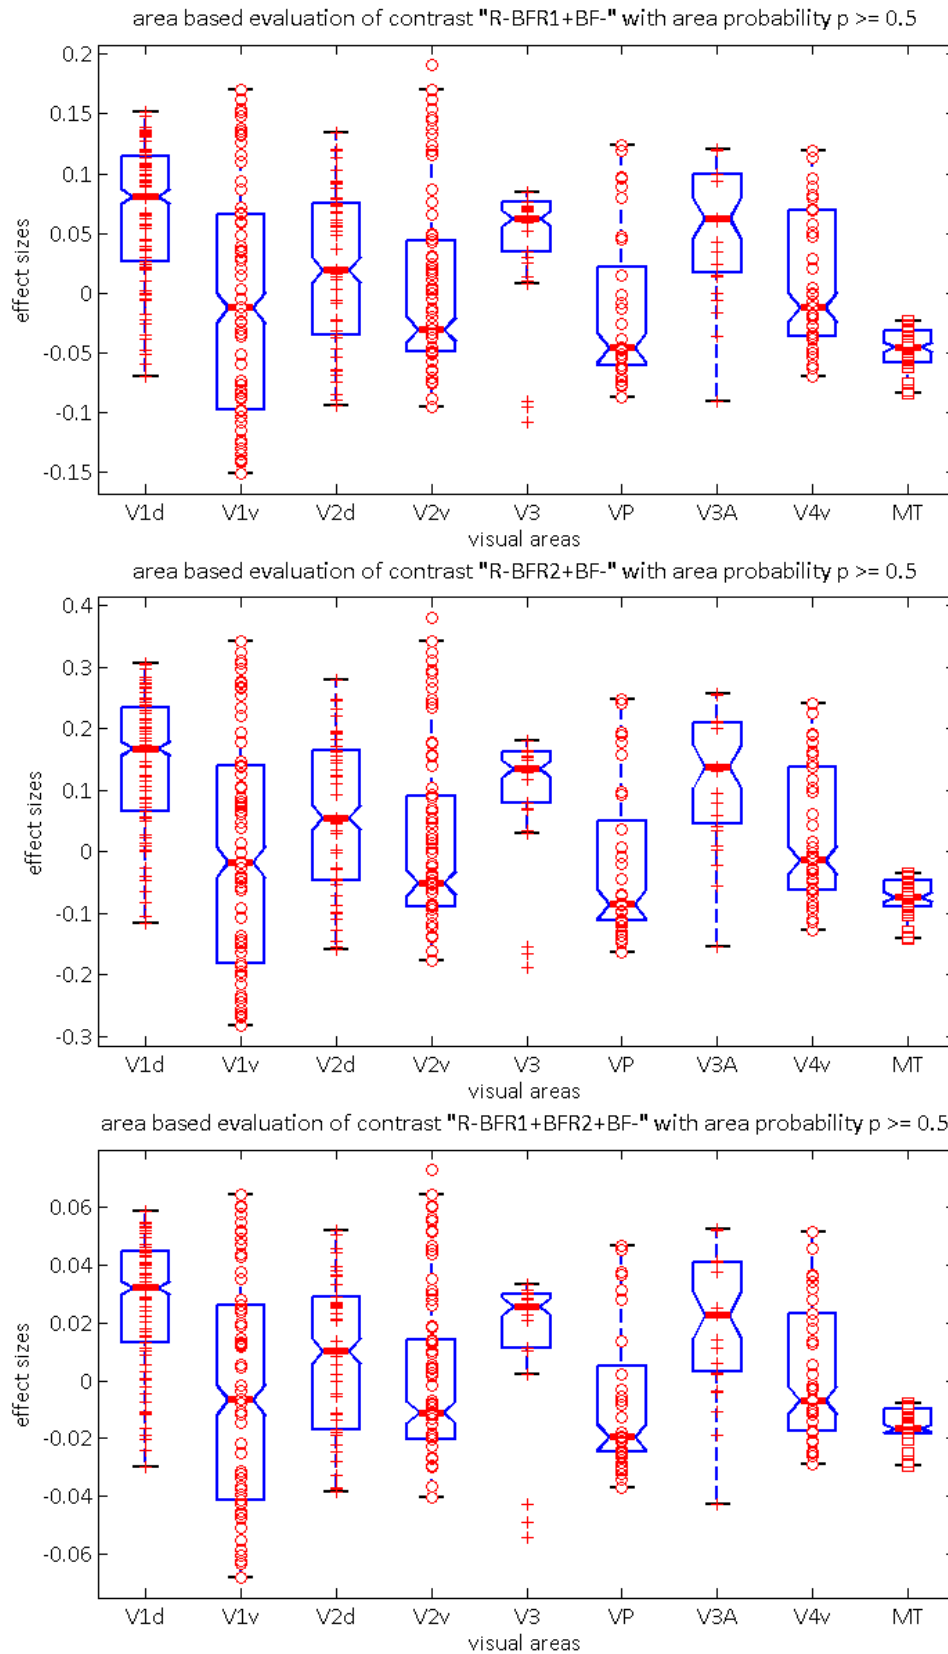 area based evaluation of contrast "R-BFR1+BF-" with area probability p >= 0.5
0.2
0.15
0.1
0.05
0
-0.05
-0.1
-0.15
effect sizes
V1d V1v V2d V2v V3 VP V3A V4v MT
visual areas
area based evaluation of contrast "R-BFR2+BF-" with area probability p >= 0.5
0.4
0.3
0.2
0.1
0
-0.1
-0.2
-0.3
effect sizes
V1d V1v V2d V2v V3 VP V3A V4v MT
visual areas
area based evaluation of contrast "R-BFR1+BFR2+BF-" with area probability p >= 0.5
0.06
0.04
0.02
0
-0.02
-0.04
-0.06
effect sizes
V1d V1v V2d V2v V3 VP V3A V4v MT
visual areas